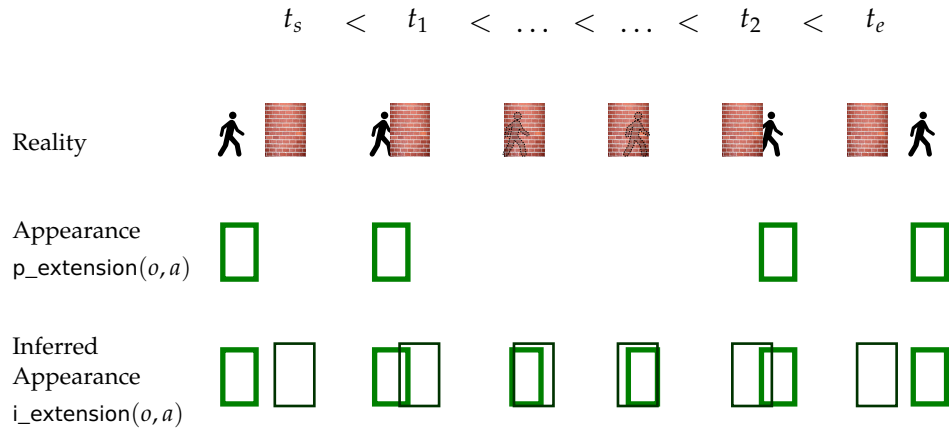 t_s < t_1 < ... < ... < t_2 < t_e
Reality
Appearance
p_extension(o, a)
Inferred
Appearance
i_extension(o, a)